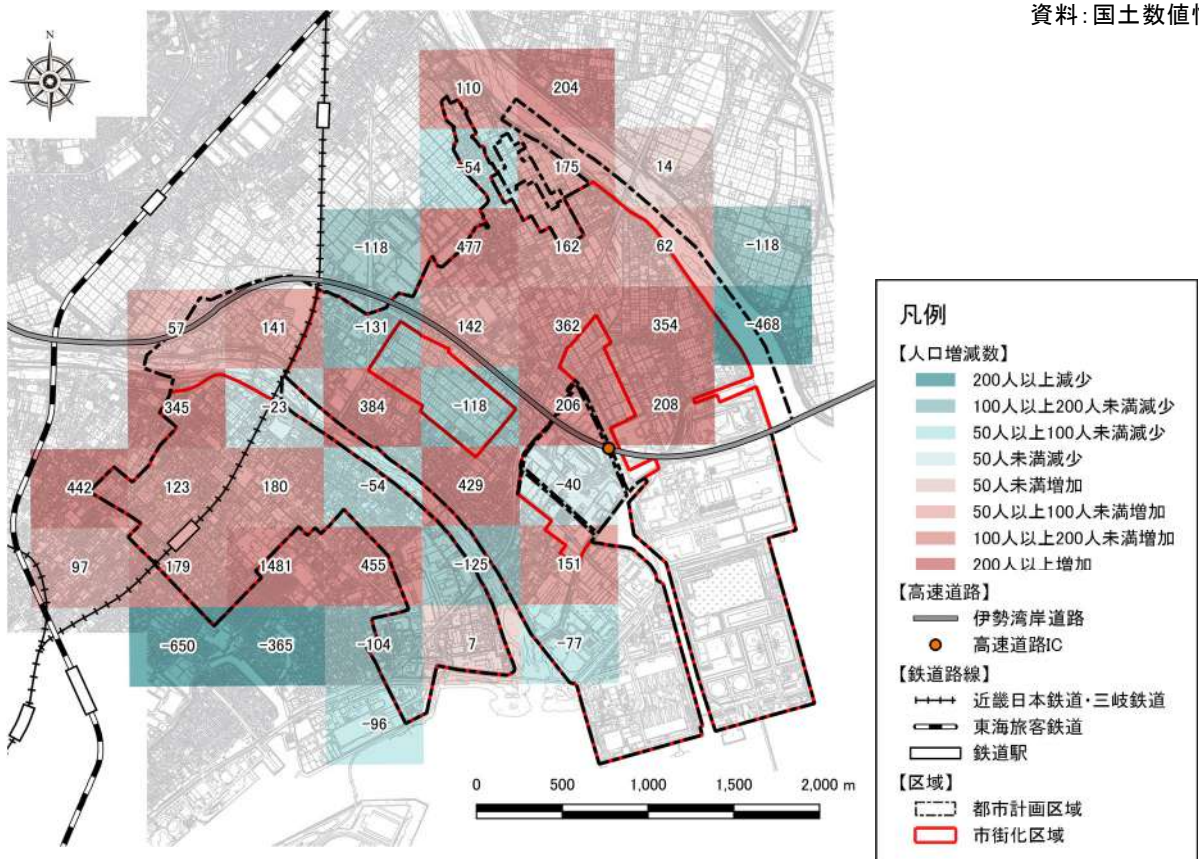 資料：国土数値情
N
110 204
-54 175 14
-118 477 162 62 -118
57 141 -131 142 362 354 -468
345 -23 384 -118 206 208
442 123 180 -54 429 -40
97 179 1481 455 -125 151
-650 -365 -104 7 -77
-96
0 500 1,000 1,500 2,000 m
凡例
【人口増減数】
200人以上減少
100人以上200人未満減少
50人以上100人未満減少
50人未満減少
50人未満増加
50人以上100人未満増加
100人以上200人未満増加
200人以上増加
【高速道路】
伊勢湾岸道路
高速道路IC
【鉄道路線】
近畿日本鉄道・三岐鉄道
東海旅客鉄道
鉄道駅
【区域】
都市計画区域
市街化区域